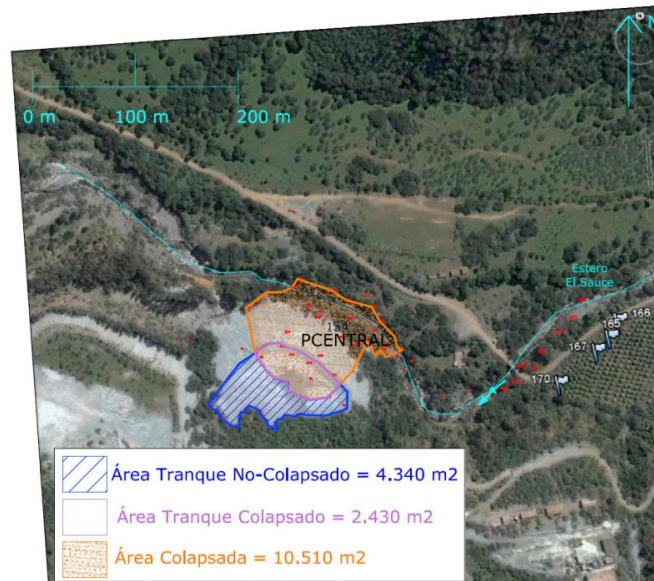 N
0 m 100 m 200 m
Estero
El Sauce
166
165
167
170
PCENTRAL
Área Tranque No-Colapsado = 4.340 m2
Área Tranque Colapsado = 2.430 m2
Área Colapsada = 10.510 m2